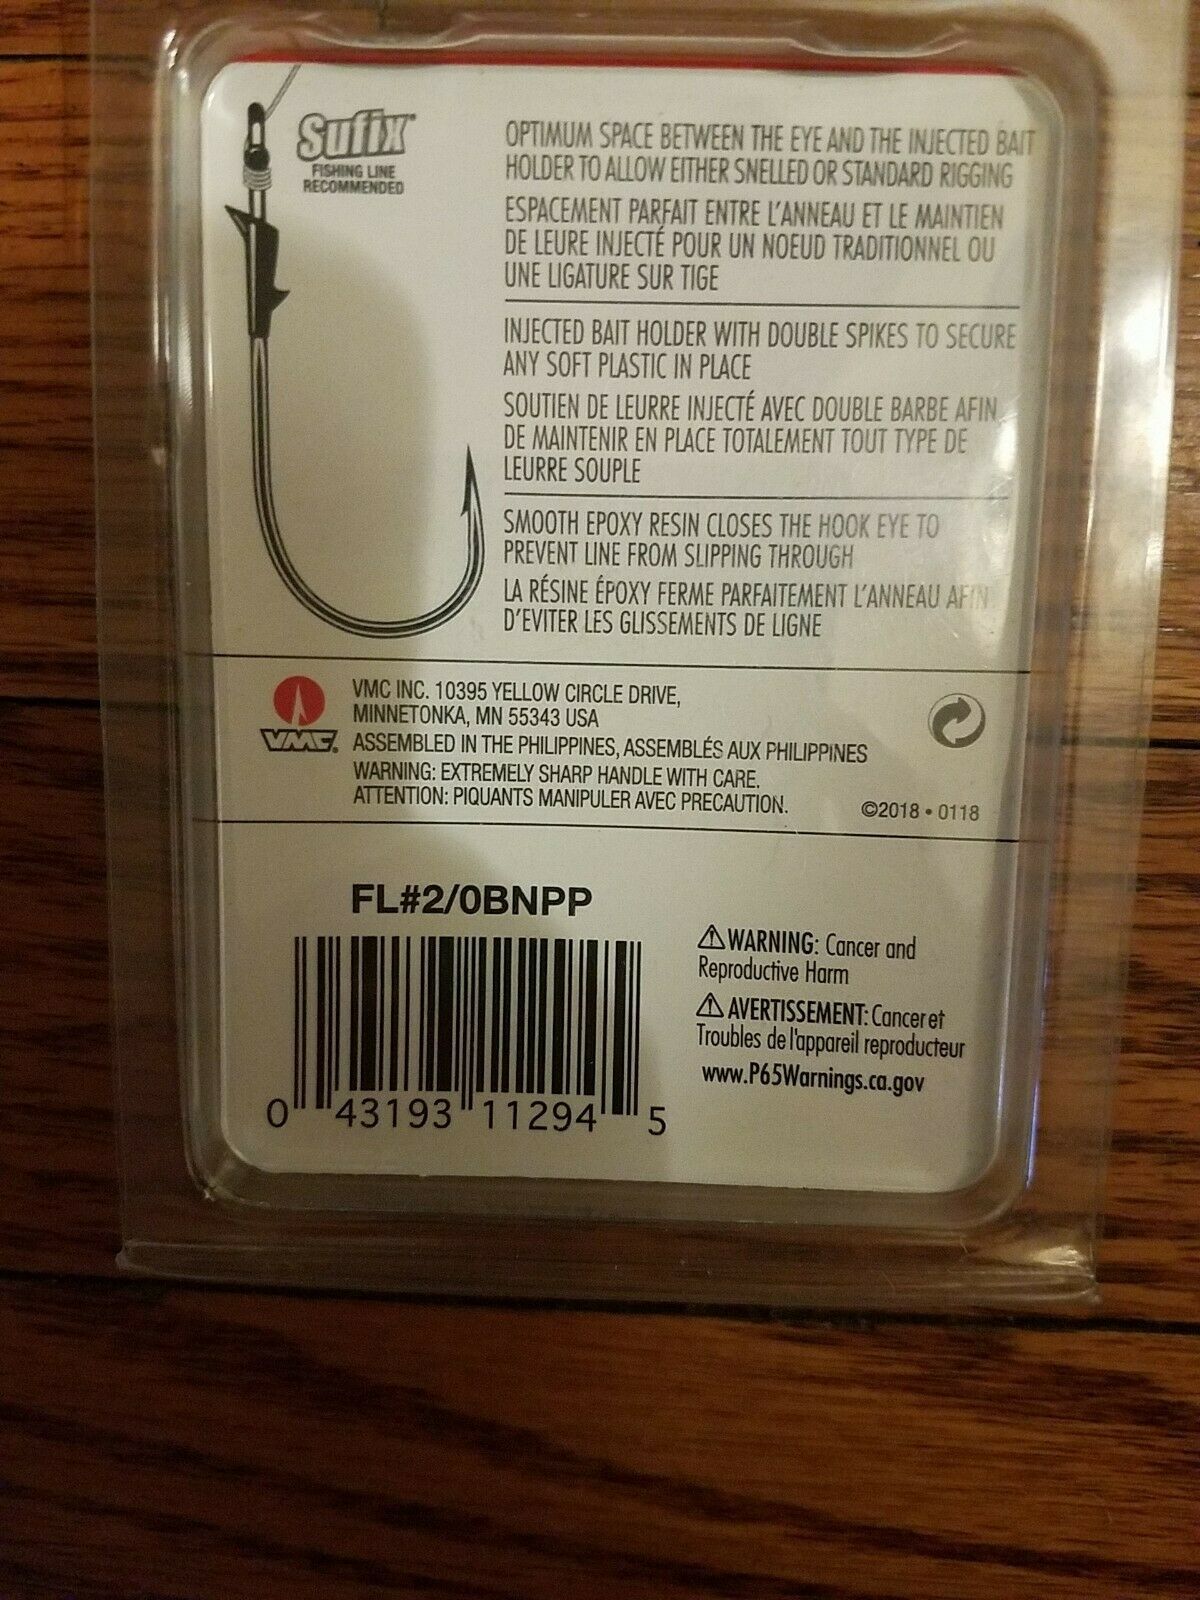 Sufix
FISHING LINE
RECOMMENDED
OPTIMUM SPACE BETWEEN THE EYE AND THE INJECTED BAIT
HOLDER TO ALLOW EITHER SNELLED OR STANDARD RIGGING
ESPACEMENT PARFAIT ENTRE L'ANNEAU ET LE MAINTIEN
DE LEURE INJECTÉ POUR UN NOEUD TRADITIONNEL OU
UNE LIGATURE SUR TIGE
INJECTED BAIT HOLDER WITH DOUBLE SPIKES TO SECURE
ANY SOFT PLASTIC IN PLACE
SOUTIEN DE LEURRE INJECTÉ AVEC DOUBLE BARBE AFIN
DE MAINTENIR EN PLACE TOTALEMENT TOUT TYPE DE
LEURRE SOUPLE
SMOOTH EPOXY RESIN CLOSES THE HOOK EYE TO
PREVENT LINE FROM SLIPPING THROUGH
LA RÉSINE ÉPOXY FERME PARFAITEMENT L'ANNEAU AFIN
D'EVITER LES GLISSEMENTS DE LIGNE
VMC®
VMC INC. 10395 YELLOW CIRCLE DRIVE,
MINNETONKA, MN 55343 USA
ASSEMBLED IN THE PHILIPPINES, ASSEMBLÉS AUX PHILIPPINES
WARNING: EXTREMELY SHARP HANDLE WITH CARE.
ATTENTION: PIQUANTS MANIPULER AVEC PRECAUTION.
©2018 • 0118
FL#2/0BNPP
0 43193 11294 5
⚠WARNING: Cancer and
Reproductive Harm
⚠AVERTISSEMENT: Cancer et
Troubles de l'appareil reproducteur
www.P65Warnings.ca.gov